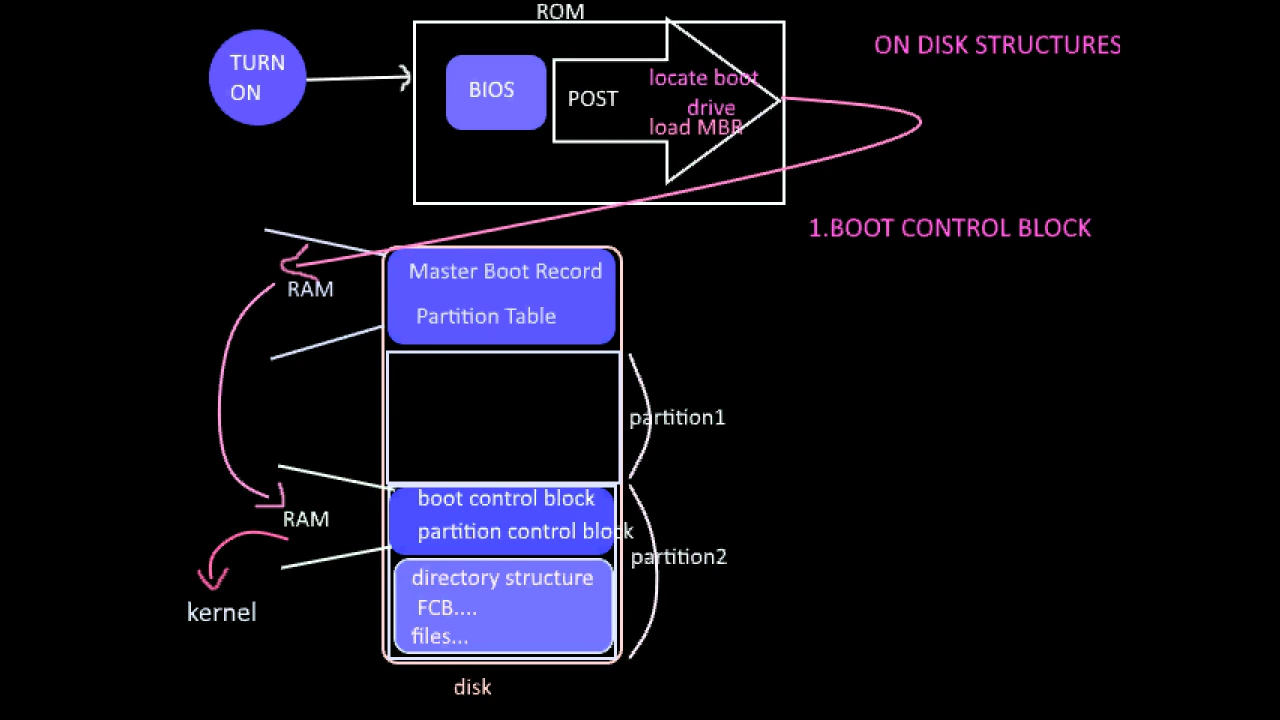 ROM
TURN
ON
BIOS
POST
locate boot
drive
load MBR
ON DISK STRUCTURES
1.BOOT CONTROL BLOCK
Master Boot Record
Partition Table
RAM
partition1
boot control block
partition control block
RAM
partition2
directory structure
FCB....
files...
kernel
disk